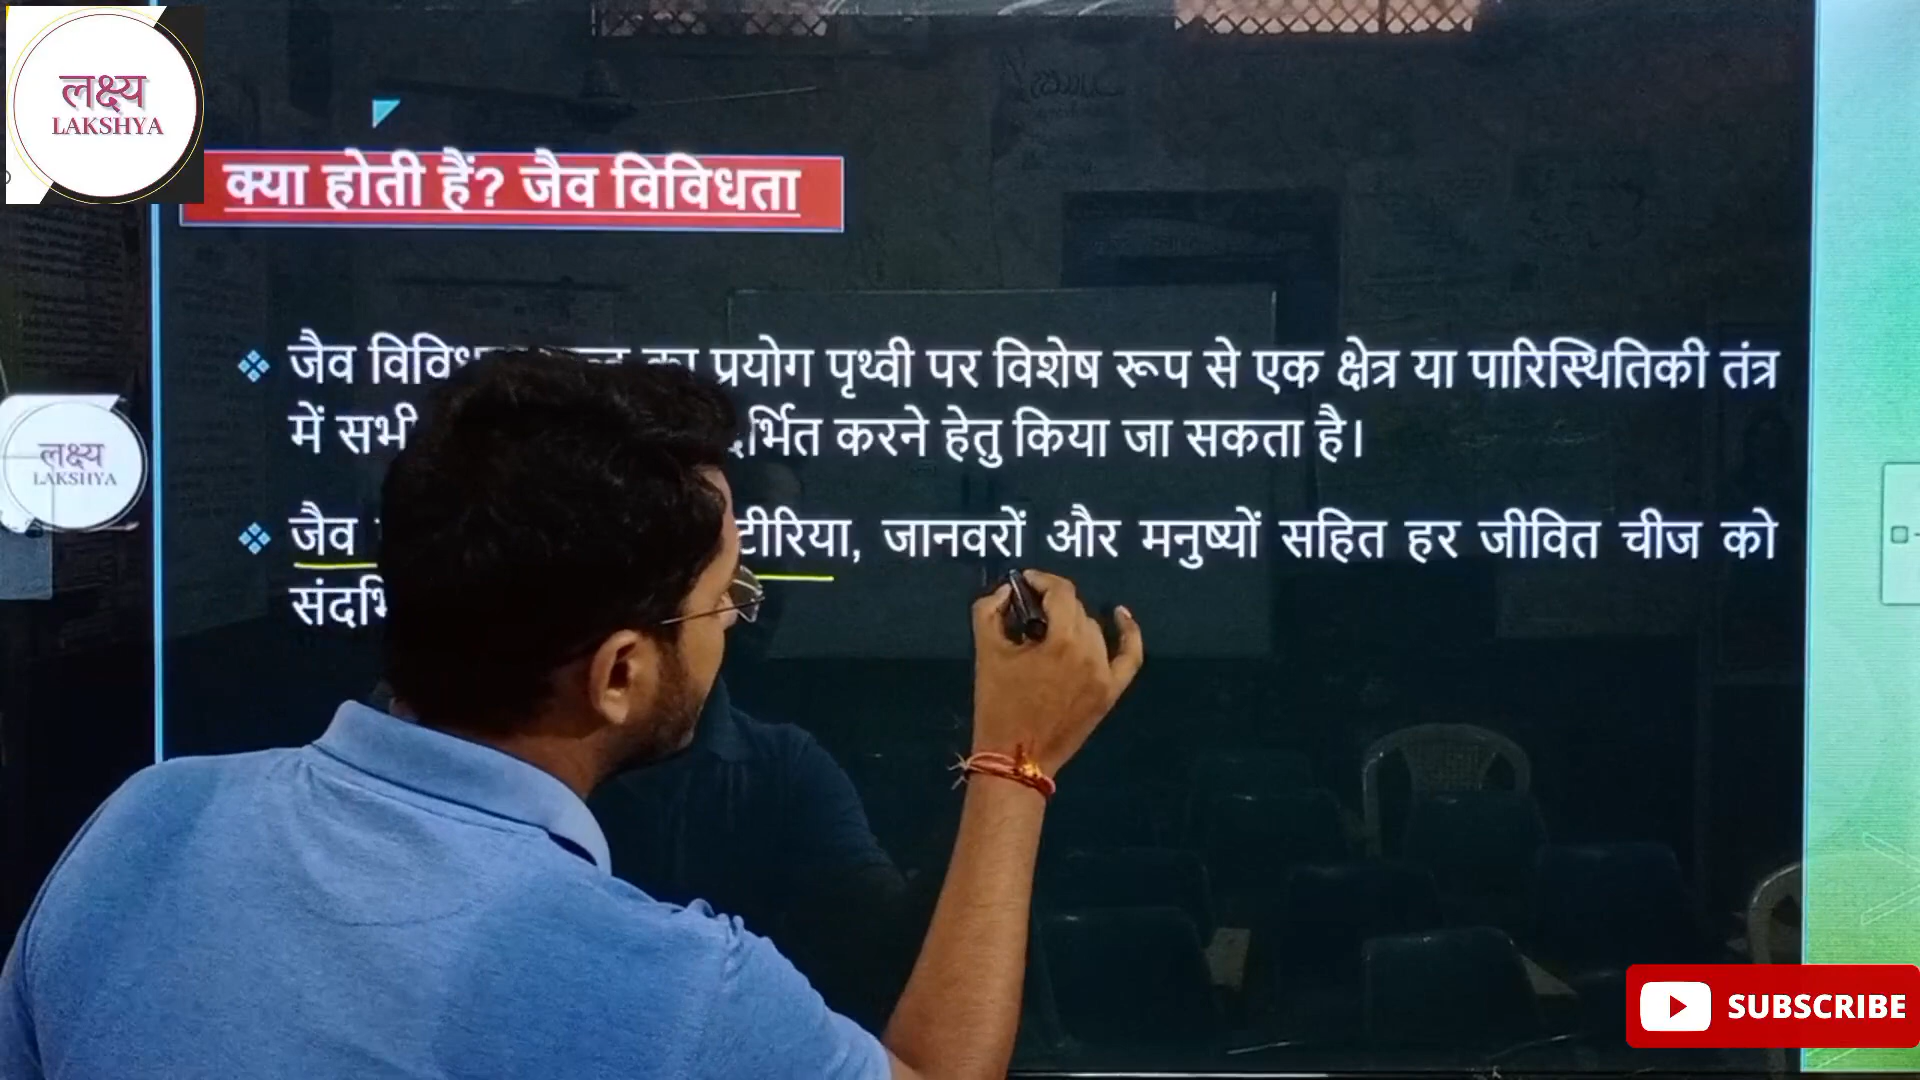 लक्ष्य
LAKSHYA
क्या होती हैं? जैव विविधता
जैव का प्रयोग पृथ्वी पर विशेष रूप से एक क्षेत्र या पारिस्थितिकी तंत्र
में सभी करने हेतु किया जा सकता है।
जैव जानवरों और मनुष्यों सहित हर जीवित चीज को
लक्ष्य
LAKSHYA
SUBSCRIBE